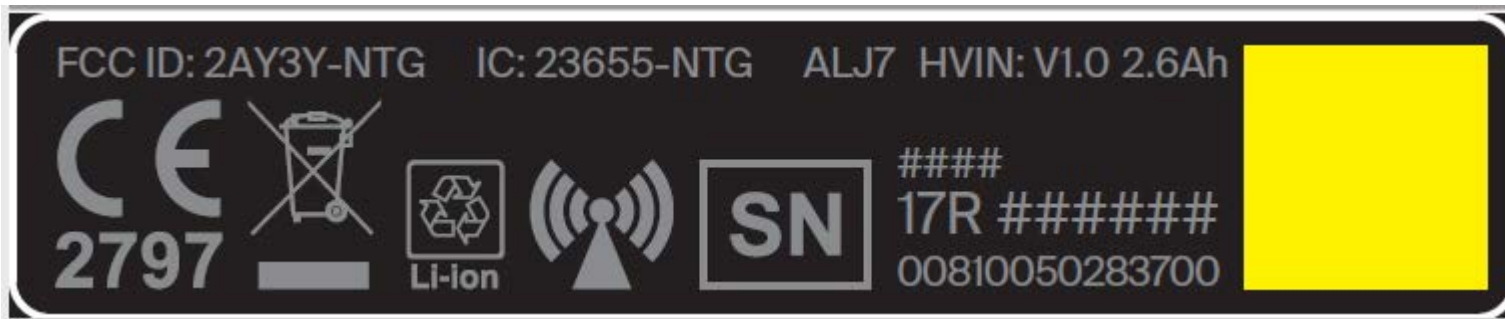 FCC ID: 2AY3Y-NTG IC: 23655-NTG ALJ7 HVIN: V1.0 2.6Ah
CE
2797
Li-ion
SN
####
17R ######
00810050283700